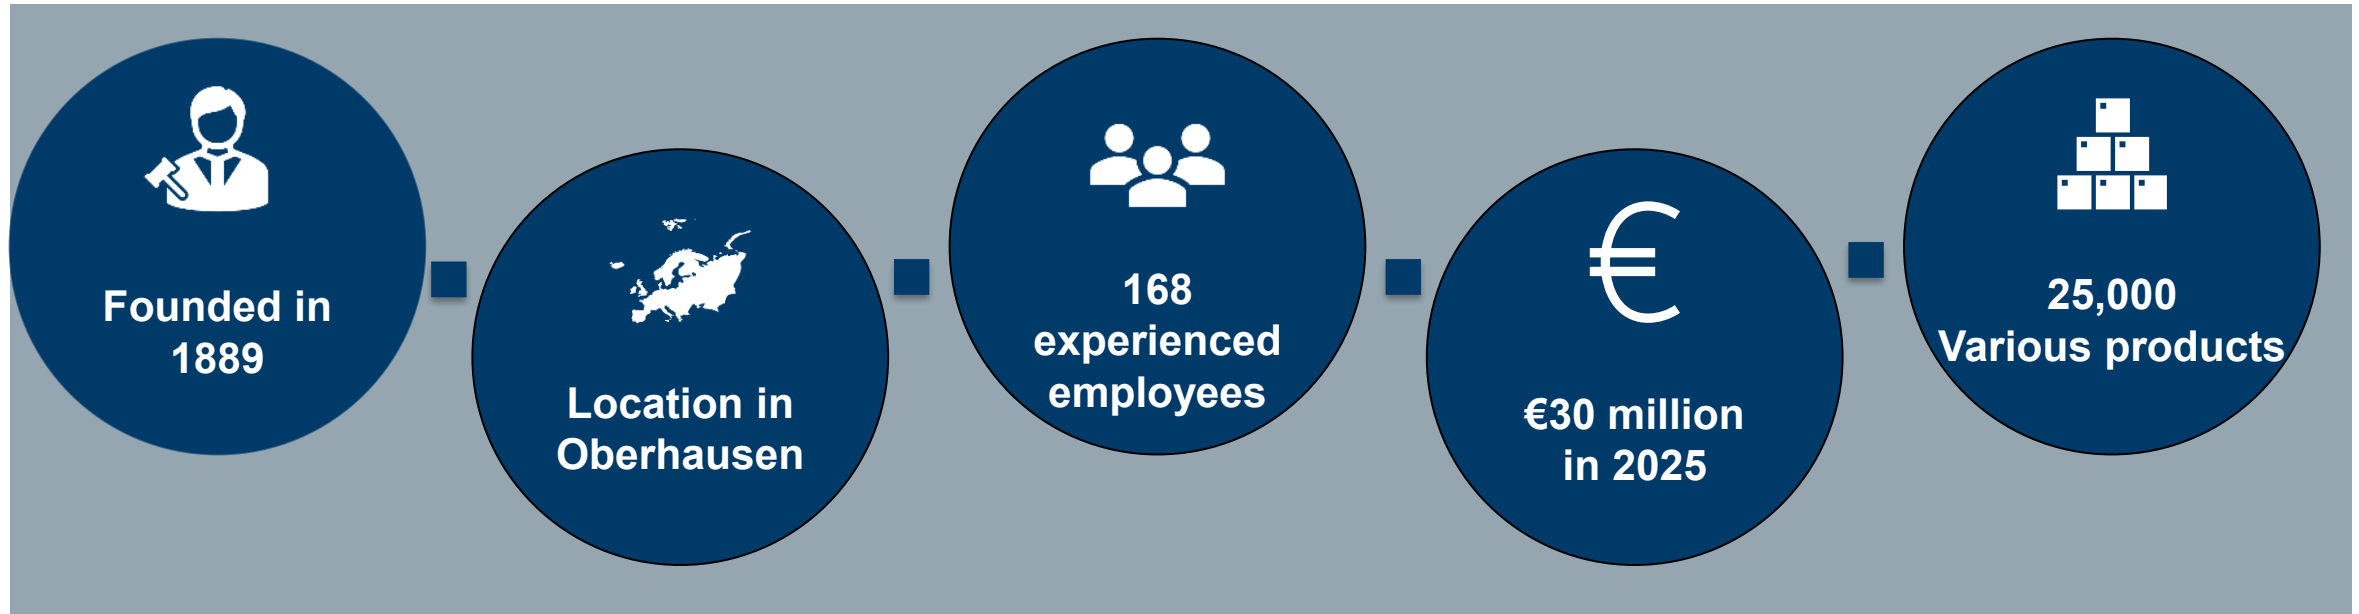 Founded in
1889
Location in
Oberhausen
168
experienced
employees
€
€30 million
in 2025
25,000
Various products